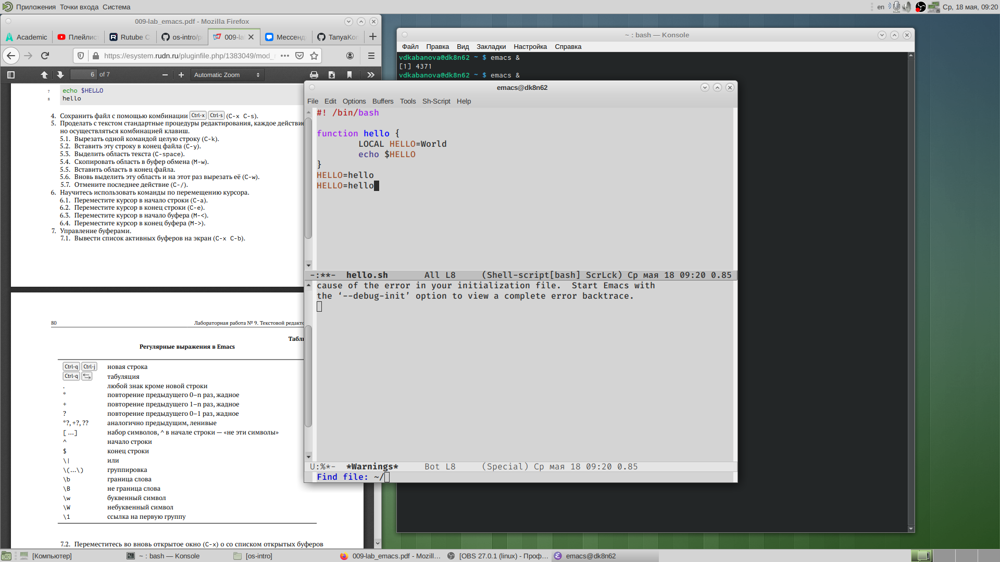 Приложения Точки входа Система
en
Ср, 18 мая, 09:20
009-lab_emacs.pdf - Mozilla Firefox
Academic
Плейлис
Rutube С
os-intro/p
009-la
Мессенд
TanyaKor
https://esystem.rudn.ru/pluginfile.php/1383049/mod_
6 of 7
Automatic Zoom
7 echo $HELLO
8 hello
4. Сохранить файл с помощью комбинации Ctrl-x Ctrl-s (C-x C-s).
5. Проделать с текстом стандартные процедуры редактирования, каждое действие
но осуществляться комбинацией клавиш.
5.1. Вырезать одной командой целую строку (C-k).
5.2. Вставить эту строку в конец файла (C-y).
5.3. Выделить область текста (C-space).
5.4. Скопировать область в буфер обмена (M-w).
5.5. Вставить область в конец файла.
5.6. Вновь выделить эту область и на этот раз вырезать её (C-w).
5.7. Отмените последнее действие (C-/).
6. Научитесь использовать команды по перемещению курсора.
6.1. Переместите курсор в начало строки (C-a).
6.2. Переместите курсор в конец строки (C-e).
6.3. Переместите курсор в начало буфера (M-<).
6.4. Переместите курсор в конец буфера (M->).
7. Управление буферами.
7.1. Вывести список активных буферов на экран (C-x C-b).
80 Лабораторная работа № 9. Текстовой редакто
Табл
Регулярные выражения в Emacs
Ctrl-q Ctrl-j новая строка
Ctrl-q табуляция
. любой знак кроме новой строки
* повторение предыдущего 0–n раз, жадное
+ повторение предыдущего 1–n раз, жадное
? повторение предыдущего 0–1 раз, жадное
*?, +?, ?? аналогично предыдущим, ленивые
[ …] набор символов, ^ в начале строки — «не эти символы»
^ начало строки
$ конец строки
\| или
\(…\) группировка
\b граница слова
\B не граница слова
\w буквенный символ
\W небуквенный символ
\1 ссылка на первую группу
7.2. Переместитесь во вновь открытое окно (C-x) o со списком открытых буферов
~ : bash — Konsole
Файл Правка Вид Закладки Настройка Справка
vdkabanova@dk8n62 ~ $ emacs &
[1] 4371
vdkabanova@dk8n62 ~ $ emacs &
emacs@dk8n62
File Edit Options Buffers Tools Sh-Script Help
#! /bin/bash
function hello {
LOCAL HELLO=World
echo $HELLO
}
HELLO=hello
HELLO=hello
-:**- hello.sh All L8 (Shell-script[bash] ScrLck) Ср мая 18 09:20 0.85
cause of the error in your initialization file. Start Emacs with
the ‘--debug-init’ option to view a complete error backtrace.
U:%*- *Warnings* Bot L8 (Special) Ср мая 18 09:20 0.85
Find file: ~/
[Компьютер]
~ : bash — Konsole
[os-intro]
009-lab_emacs.pdf - Mozill…
[OBS 27.0.1 (linux) - Проф…
emacs@dk8n62